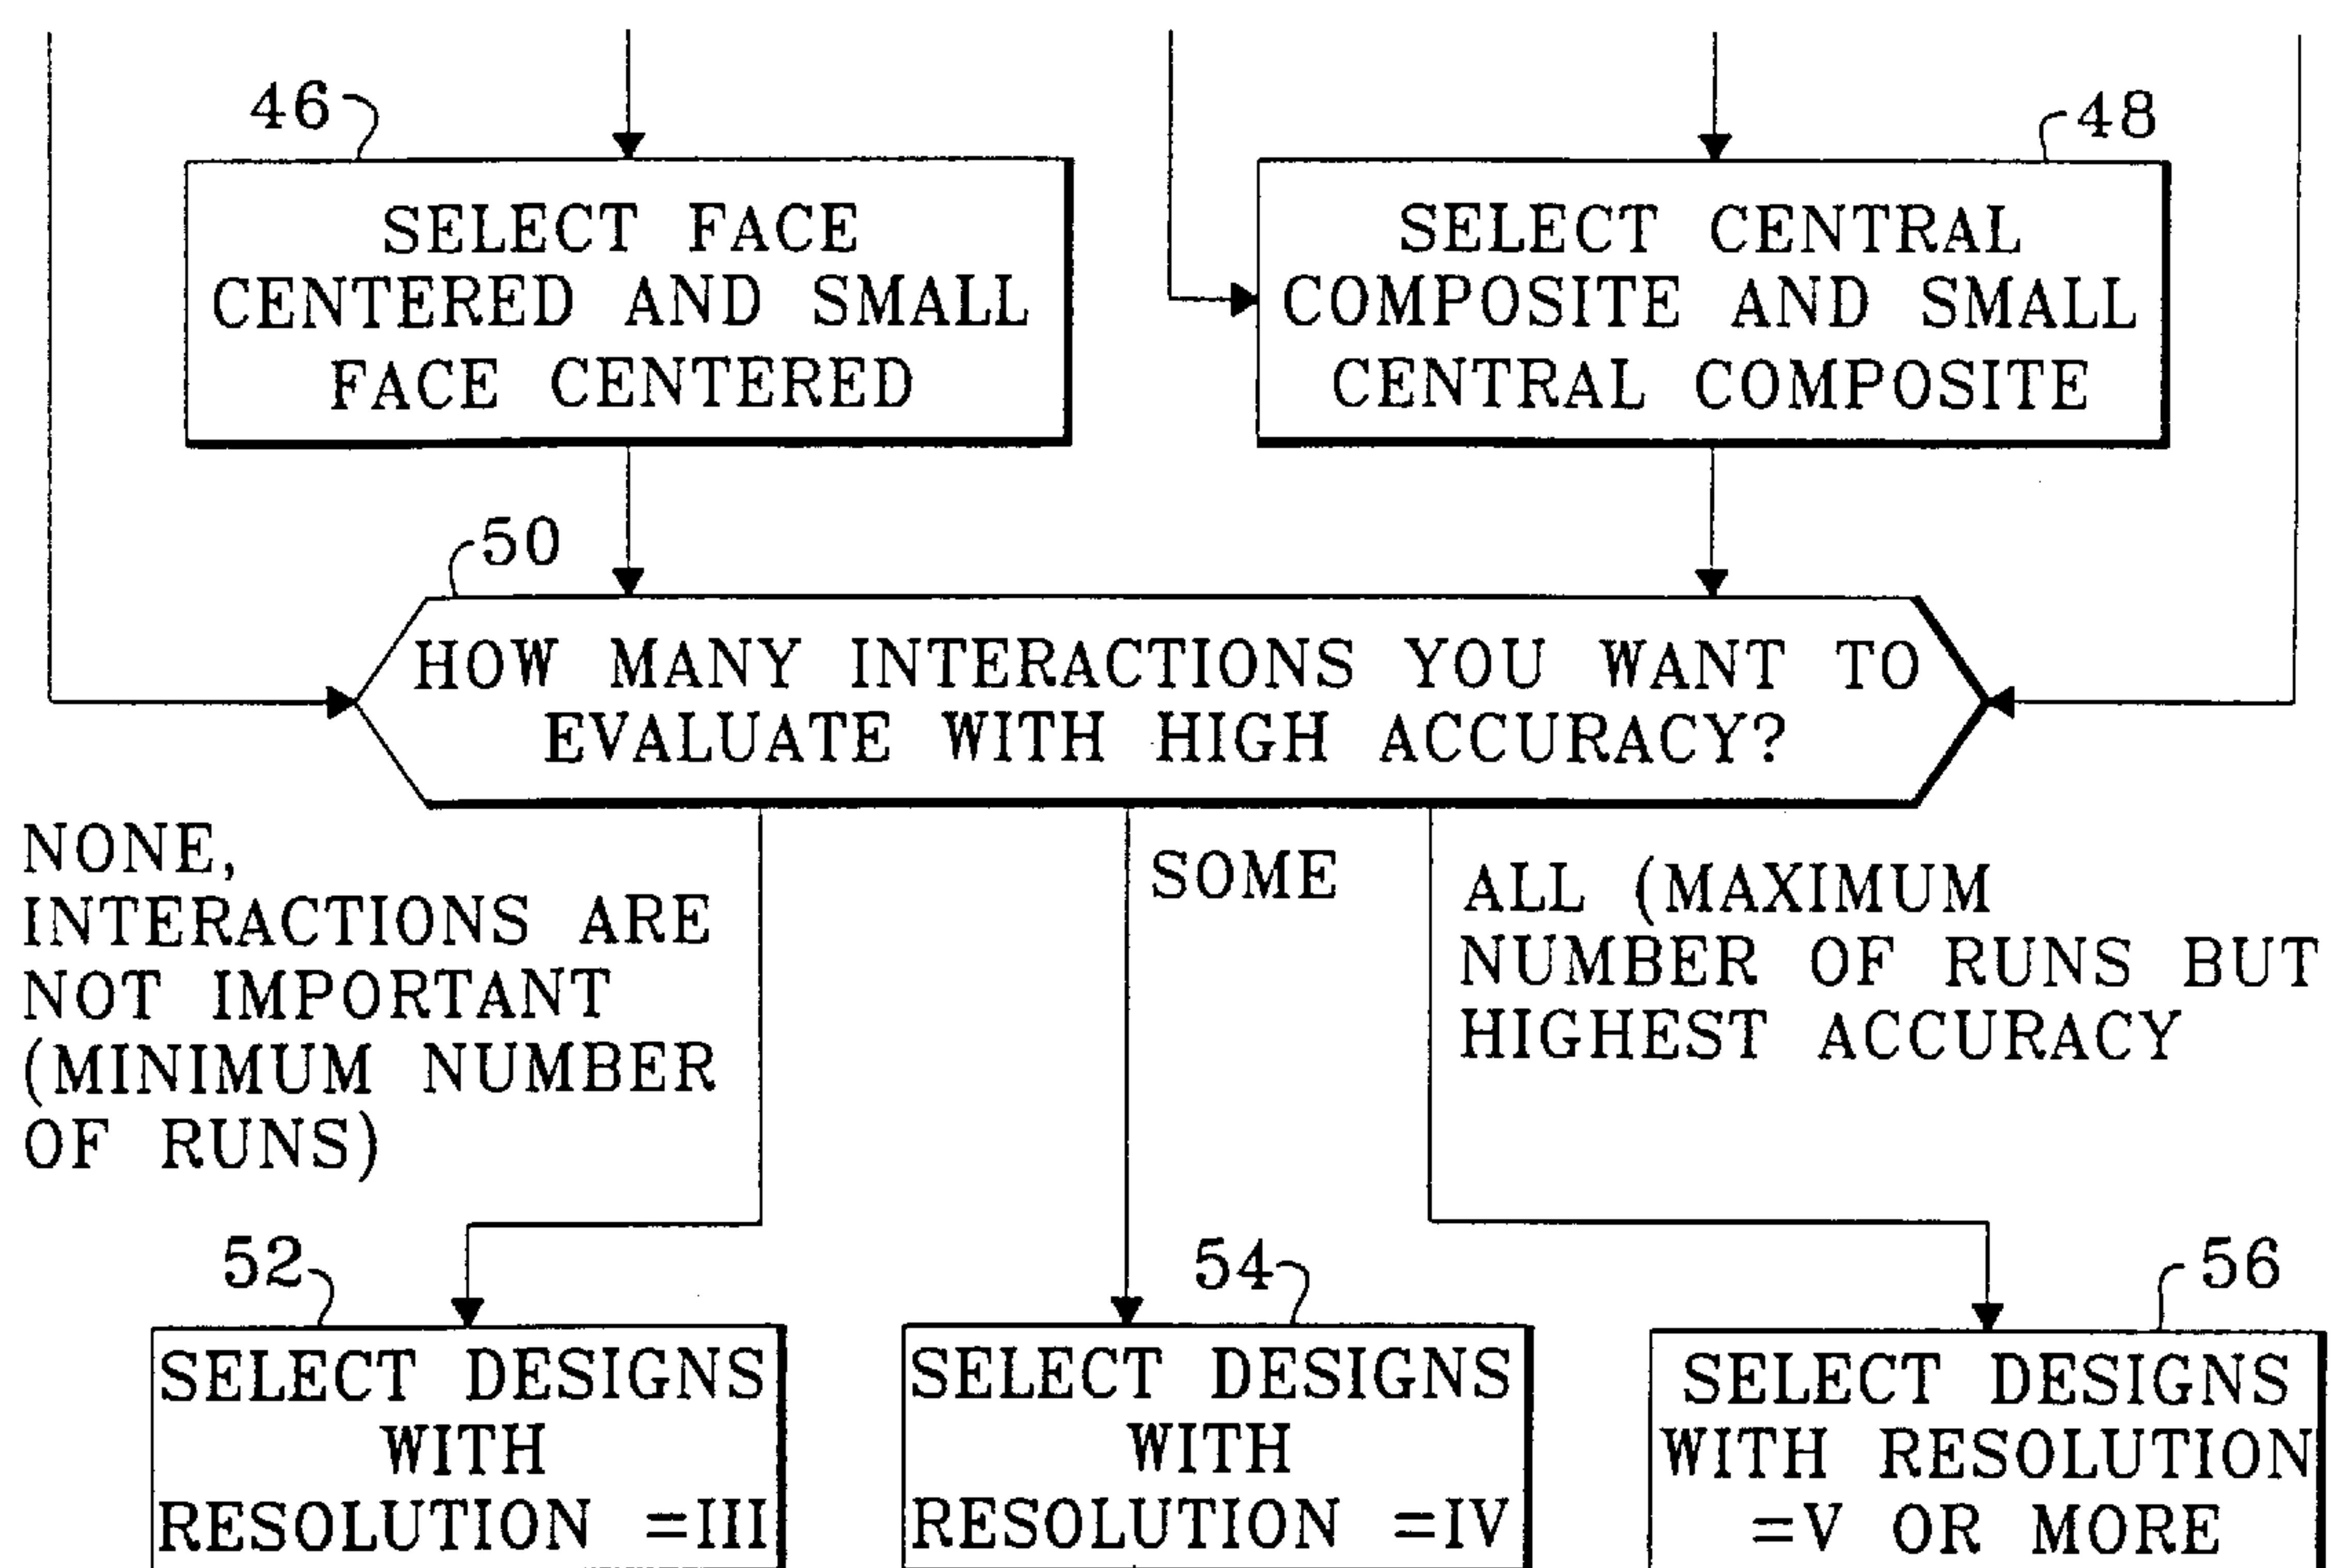 46
SELECT FACE
CENTERED AND SMALL
FACE CENTERED
48
SELECT CENTRAL
COMPOSITE AND SMALL
CENTRAL COMPOSITE
50
HOW MANY INTERACTIONS YOU WANT TO
EVALUATE WITH HIGH ACCURACY?
NONE,
INTERACTIONS ARE
NOT IMPORTANT
(MINIMUM NUMBER
OF RUNS)
SOME
ALL (MAXIMUM
NUMBER OF RUNS BUT
HIGHEST ACCURACY
52
SELECT DESIGNS
WITH
RESOLUTION =III
54
SELECT DESIGNS
WITH
RESOLUTION =IV
56
SELECT DESIGNS
WITH RESOLUTION
=V OR MORE